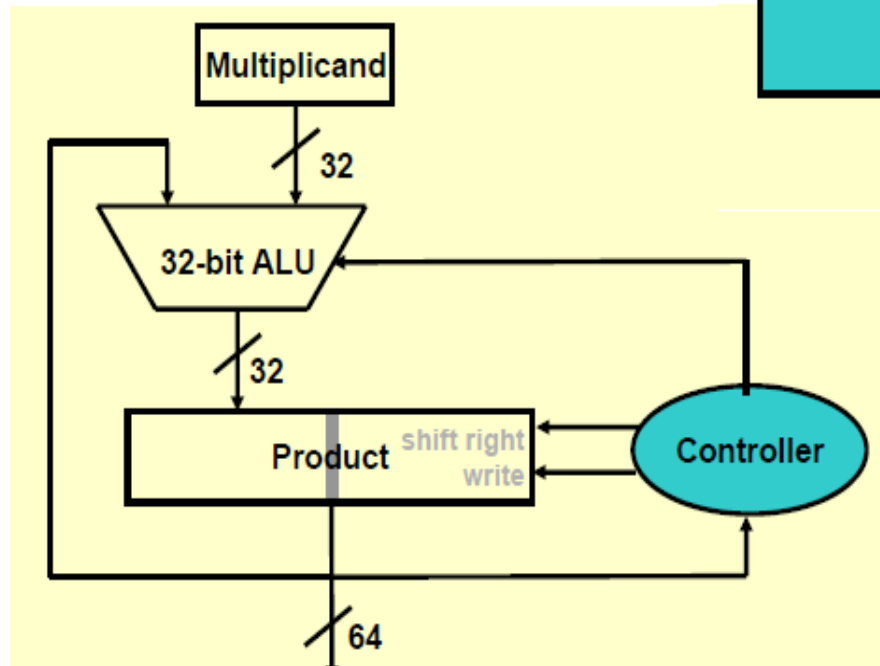 Multiplicand
32
32-bit ALU
32
Product
shift right
write
Controller
64